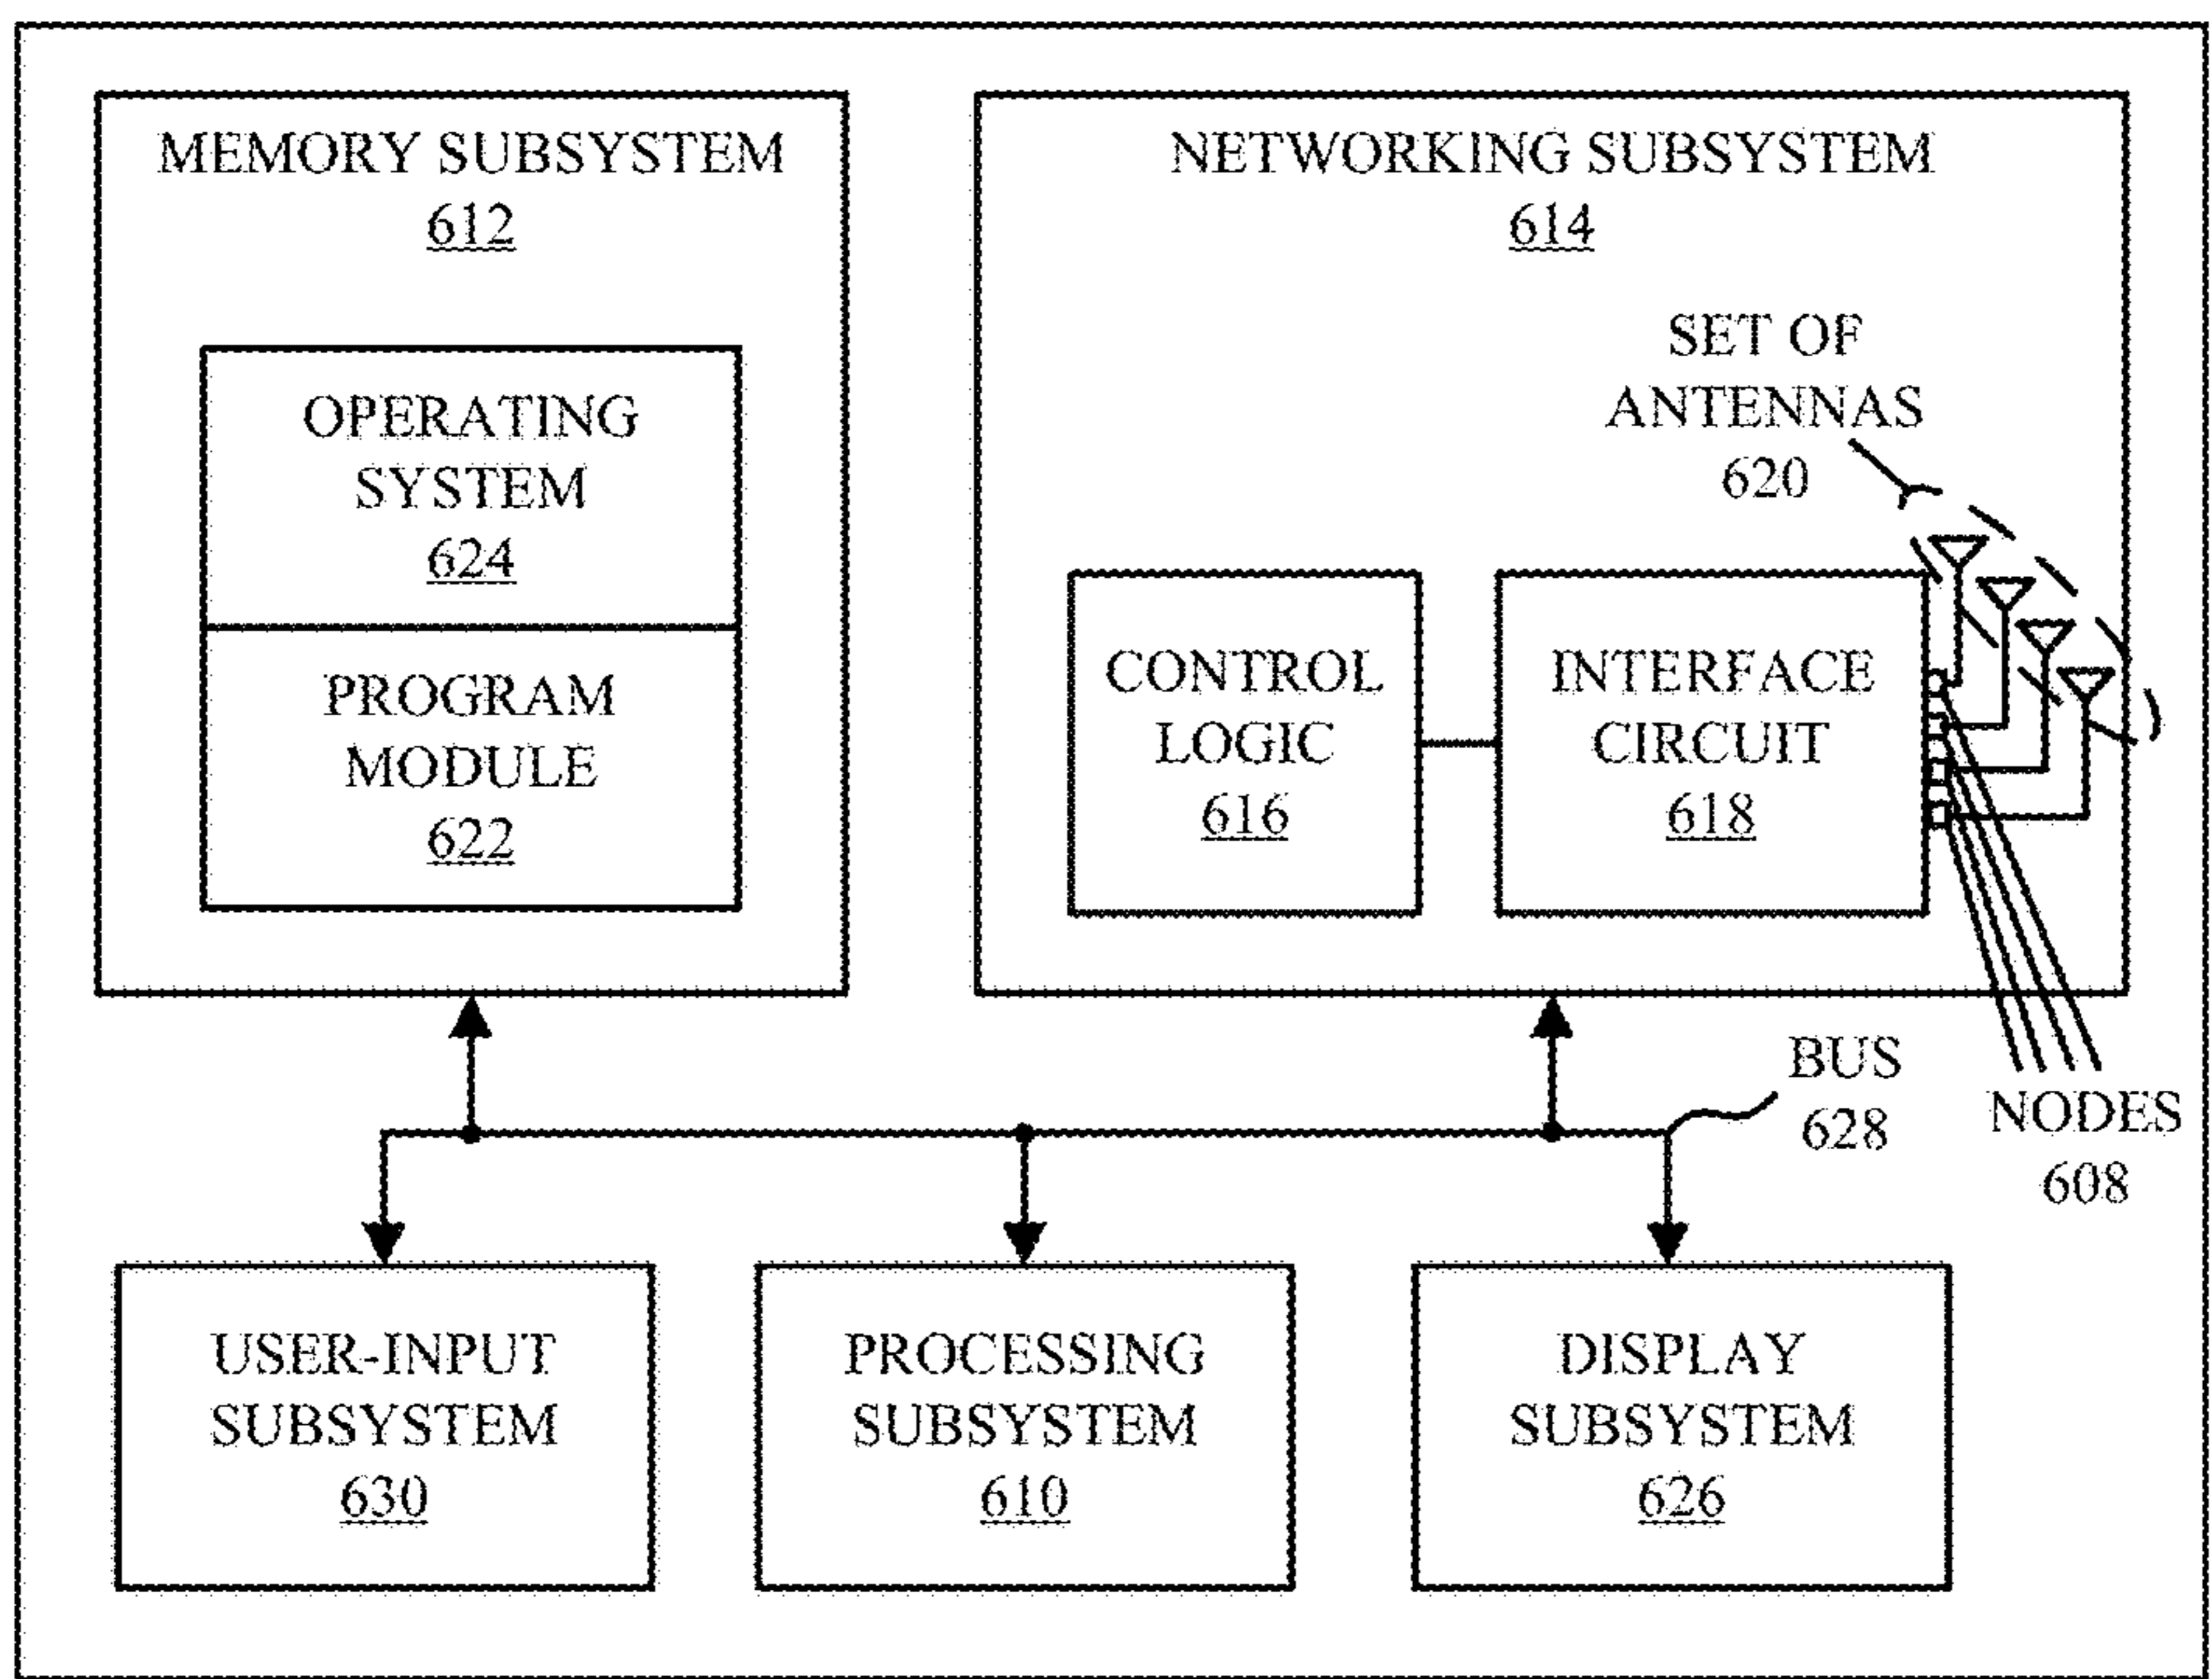 MEMORY SUBSYSTEM
612
OPERATING
SYSTEM
624
PROGRAM
MODULE
622
NETWORKING SUBSYSTEM
614
SET OF
ANTENNAS
620
CONTROL
LOGIC
616
INTERFACE
CIRCUIT
618
BUS
628
NODES
608
USER-INPUT
SUBSYSTEM
630
PROCESSING
SUBSYSTEM
610
DISPLAY
SUBSYSTEM
626